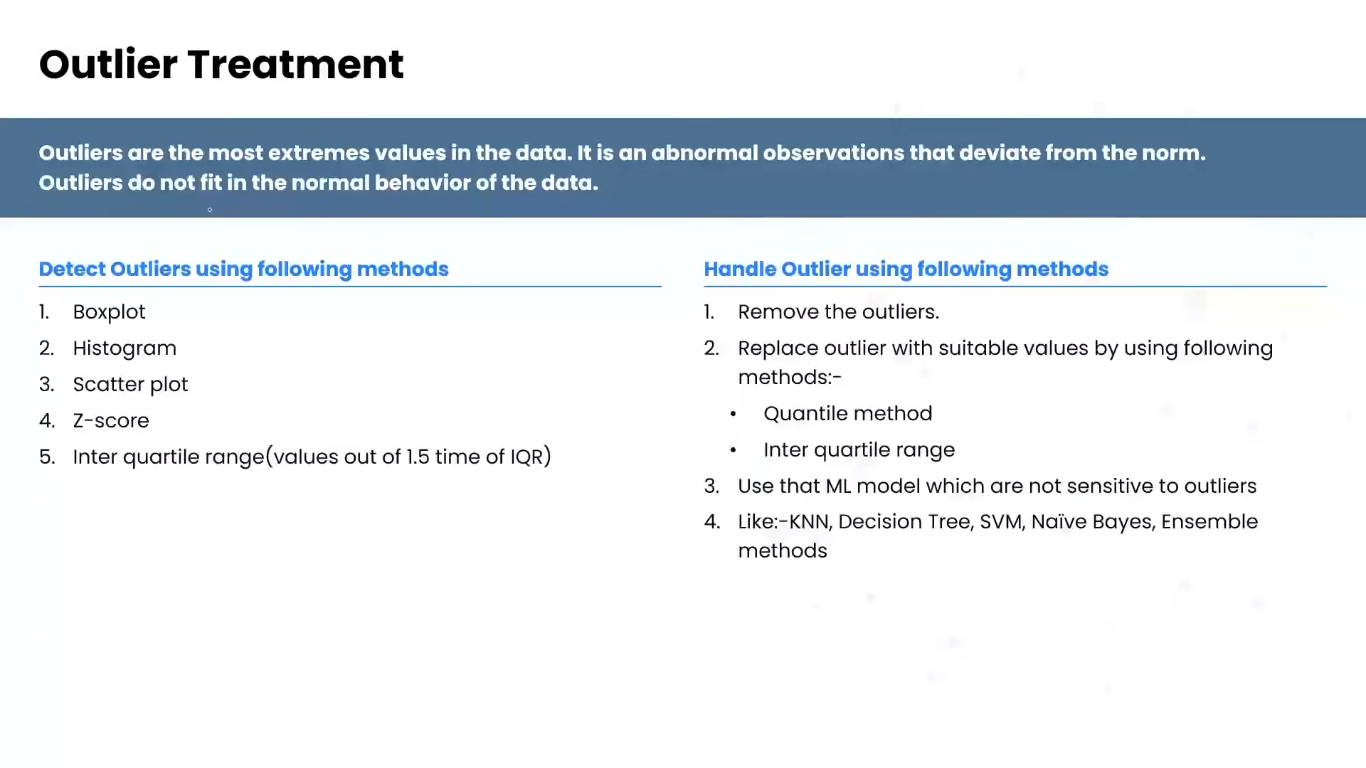 Outlier Treatment
Outliers are the most extremes values in the data. It is an abnormal observations that deviate from the norm.
Outliers do not fit in the normal behavior of the data.
Detect Outliers using following methods
1. Boxplot
2. Histogram
3. Scatter plot
4. Z-score
5. Inter quartile range(values out of 1.5 time of IQR)
Handle Outlier using following methods
1. Remove the outliers.
2. Replace outlier with suitable values by using following
methods:-
• Quantile method
• Inter quartile range
3. Use that ML model which are not sensitive to outliers
4. Like:-KNN, Decision Tree, SVM, Naïve Bayes, Ensemble
methods